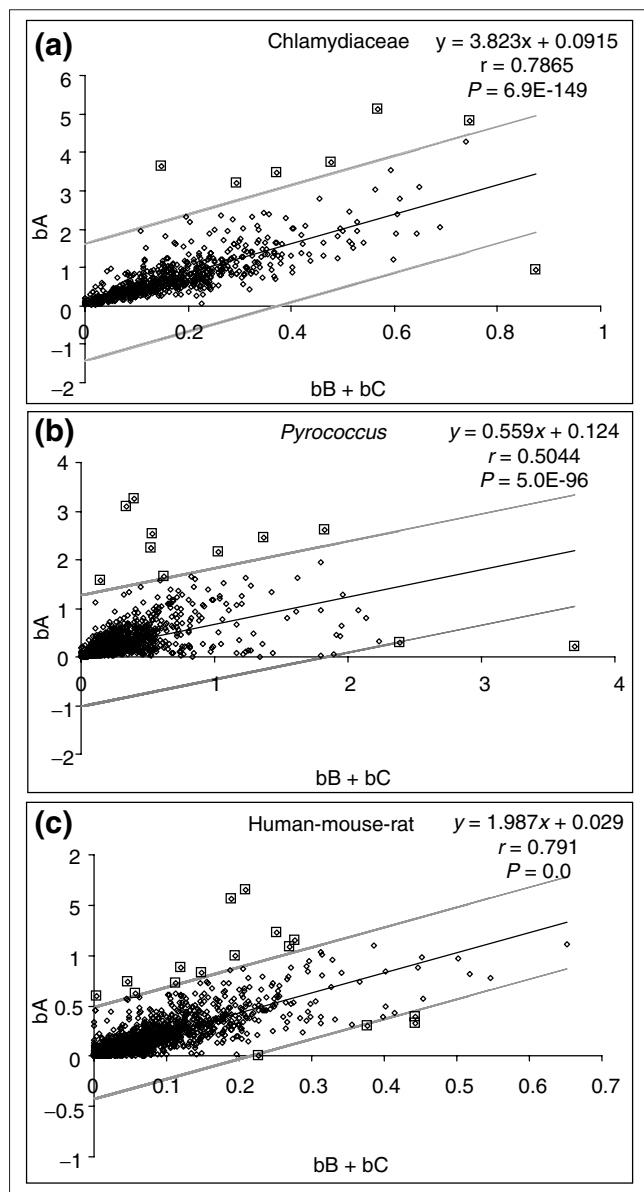 (a)
Chlamydiaceae
y = 3.823x + 0.0915
r = 0.7865
P = 6.9E-149
6
5
4
3
2
1
0
−1
−2
0
0.2
0.4
0.6
0.8
1
bA
bB + bC
(b)
Pyrococcus
y = 0.559x + 0.124
r = 0.5044
P = 5.0E-96
4
3
2
1
0
−1
−2
0
1
2
3
4
bA
bB + bC
(c)
Human-mouse-rat
y = 1.987x + 0.029
r = 0.791
P = 0.0
2
5
1
0.5
0
−0.5
−1
0
0.1
0.2
0.3
0.4
0.5
0.6
0.7
bA
bB + bC